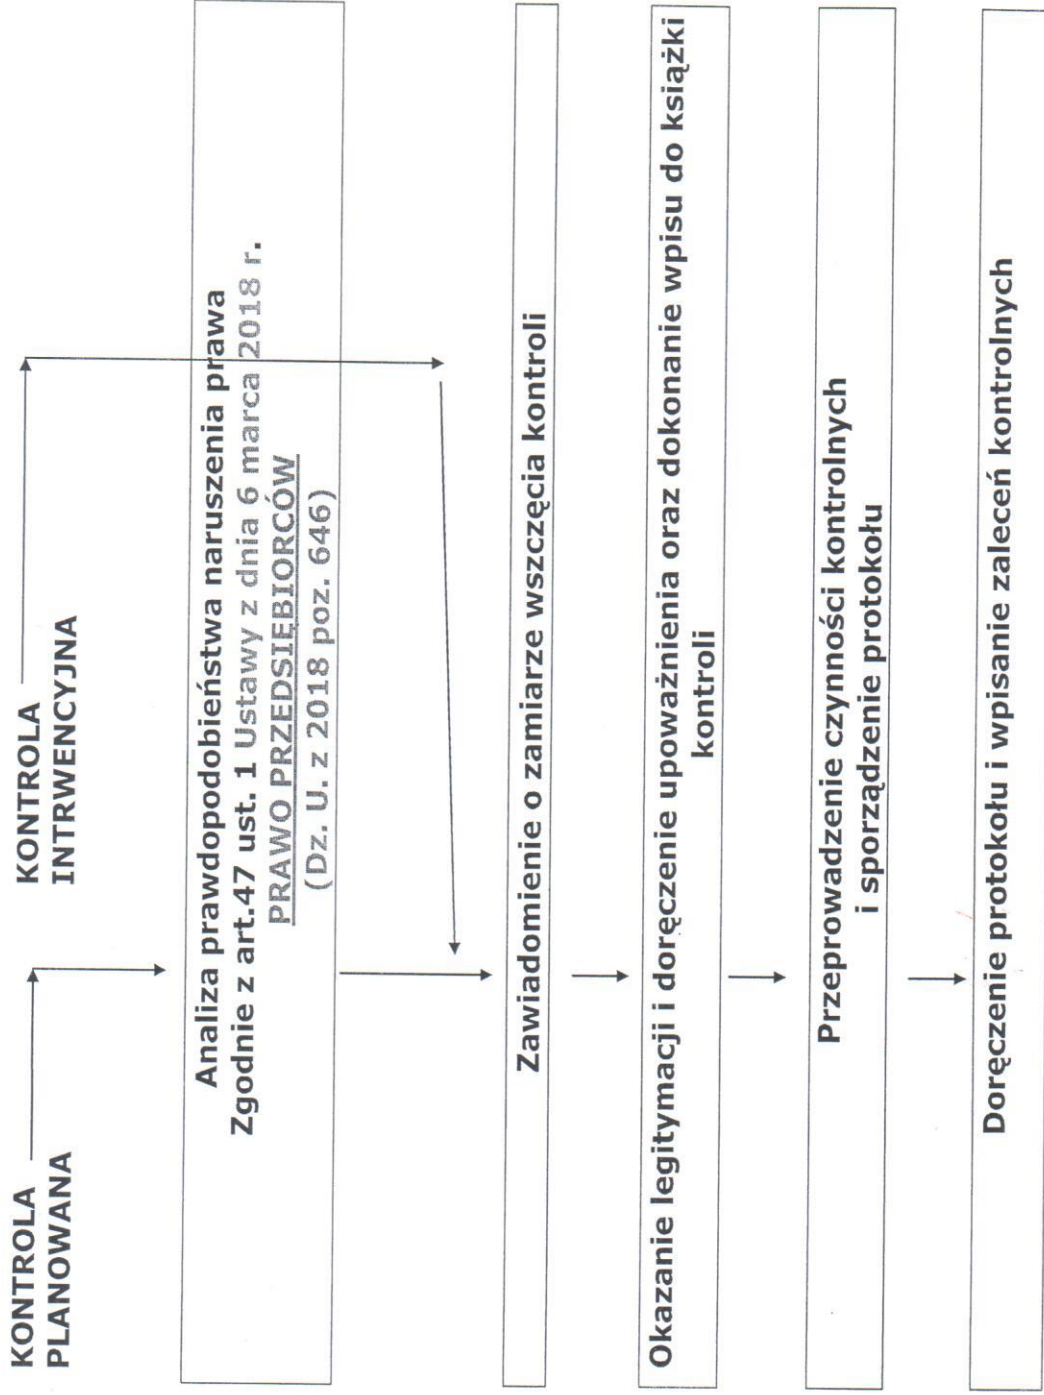 KONTROLA
PLANOWANA
KONTROLA
INTRWENCYJNA
Analiza prawdopodobieństwa naruszenia prawa
Zgodnie z art.47 ust. 1 Ustawy z dnia 6 marca 2018 r.
PRAWO PRZEDSIĘBIORCÓW
(Dz. U. z 2018 poz. 646)
Zawiadomienie o zamiarze wszczęcia kontroli
Okazanie legitymacji i doręczenie upoważnienia oraz dokonanie wpisu do książki
kontroli
Przeprowadzenie czynności kontrolnych
i sporządzenie protokołu
Doręczenie protokołu i wpisanie zaleceń kontrolnych